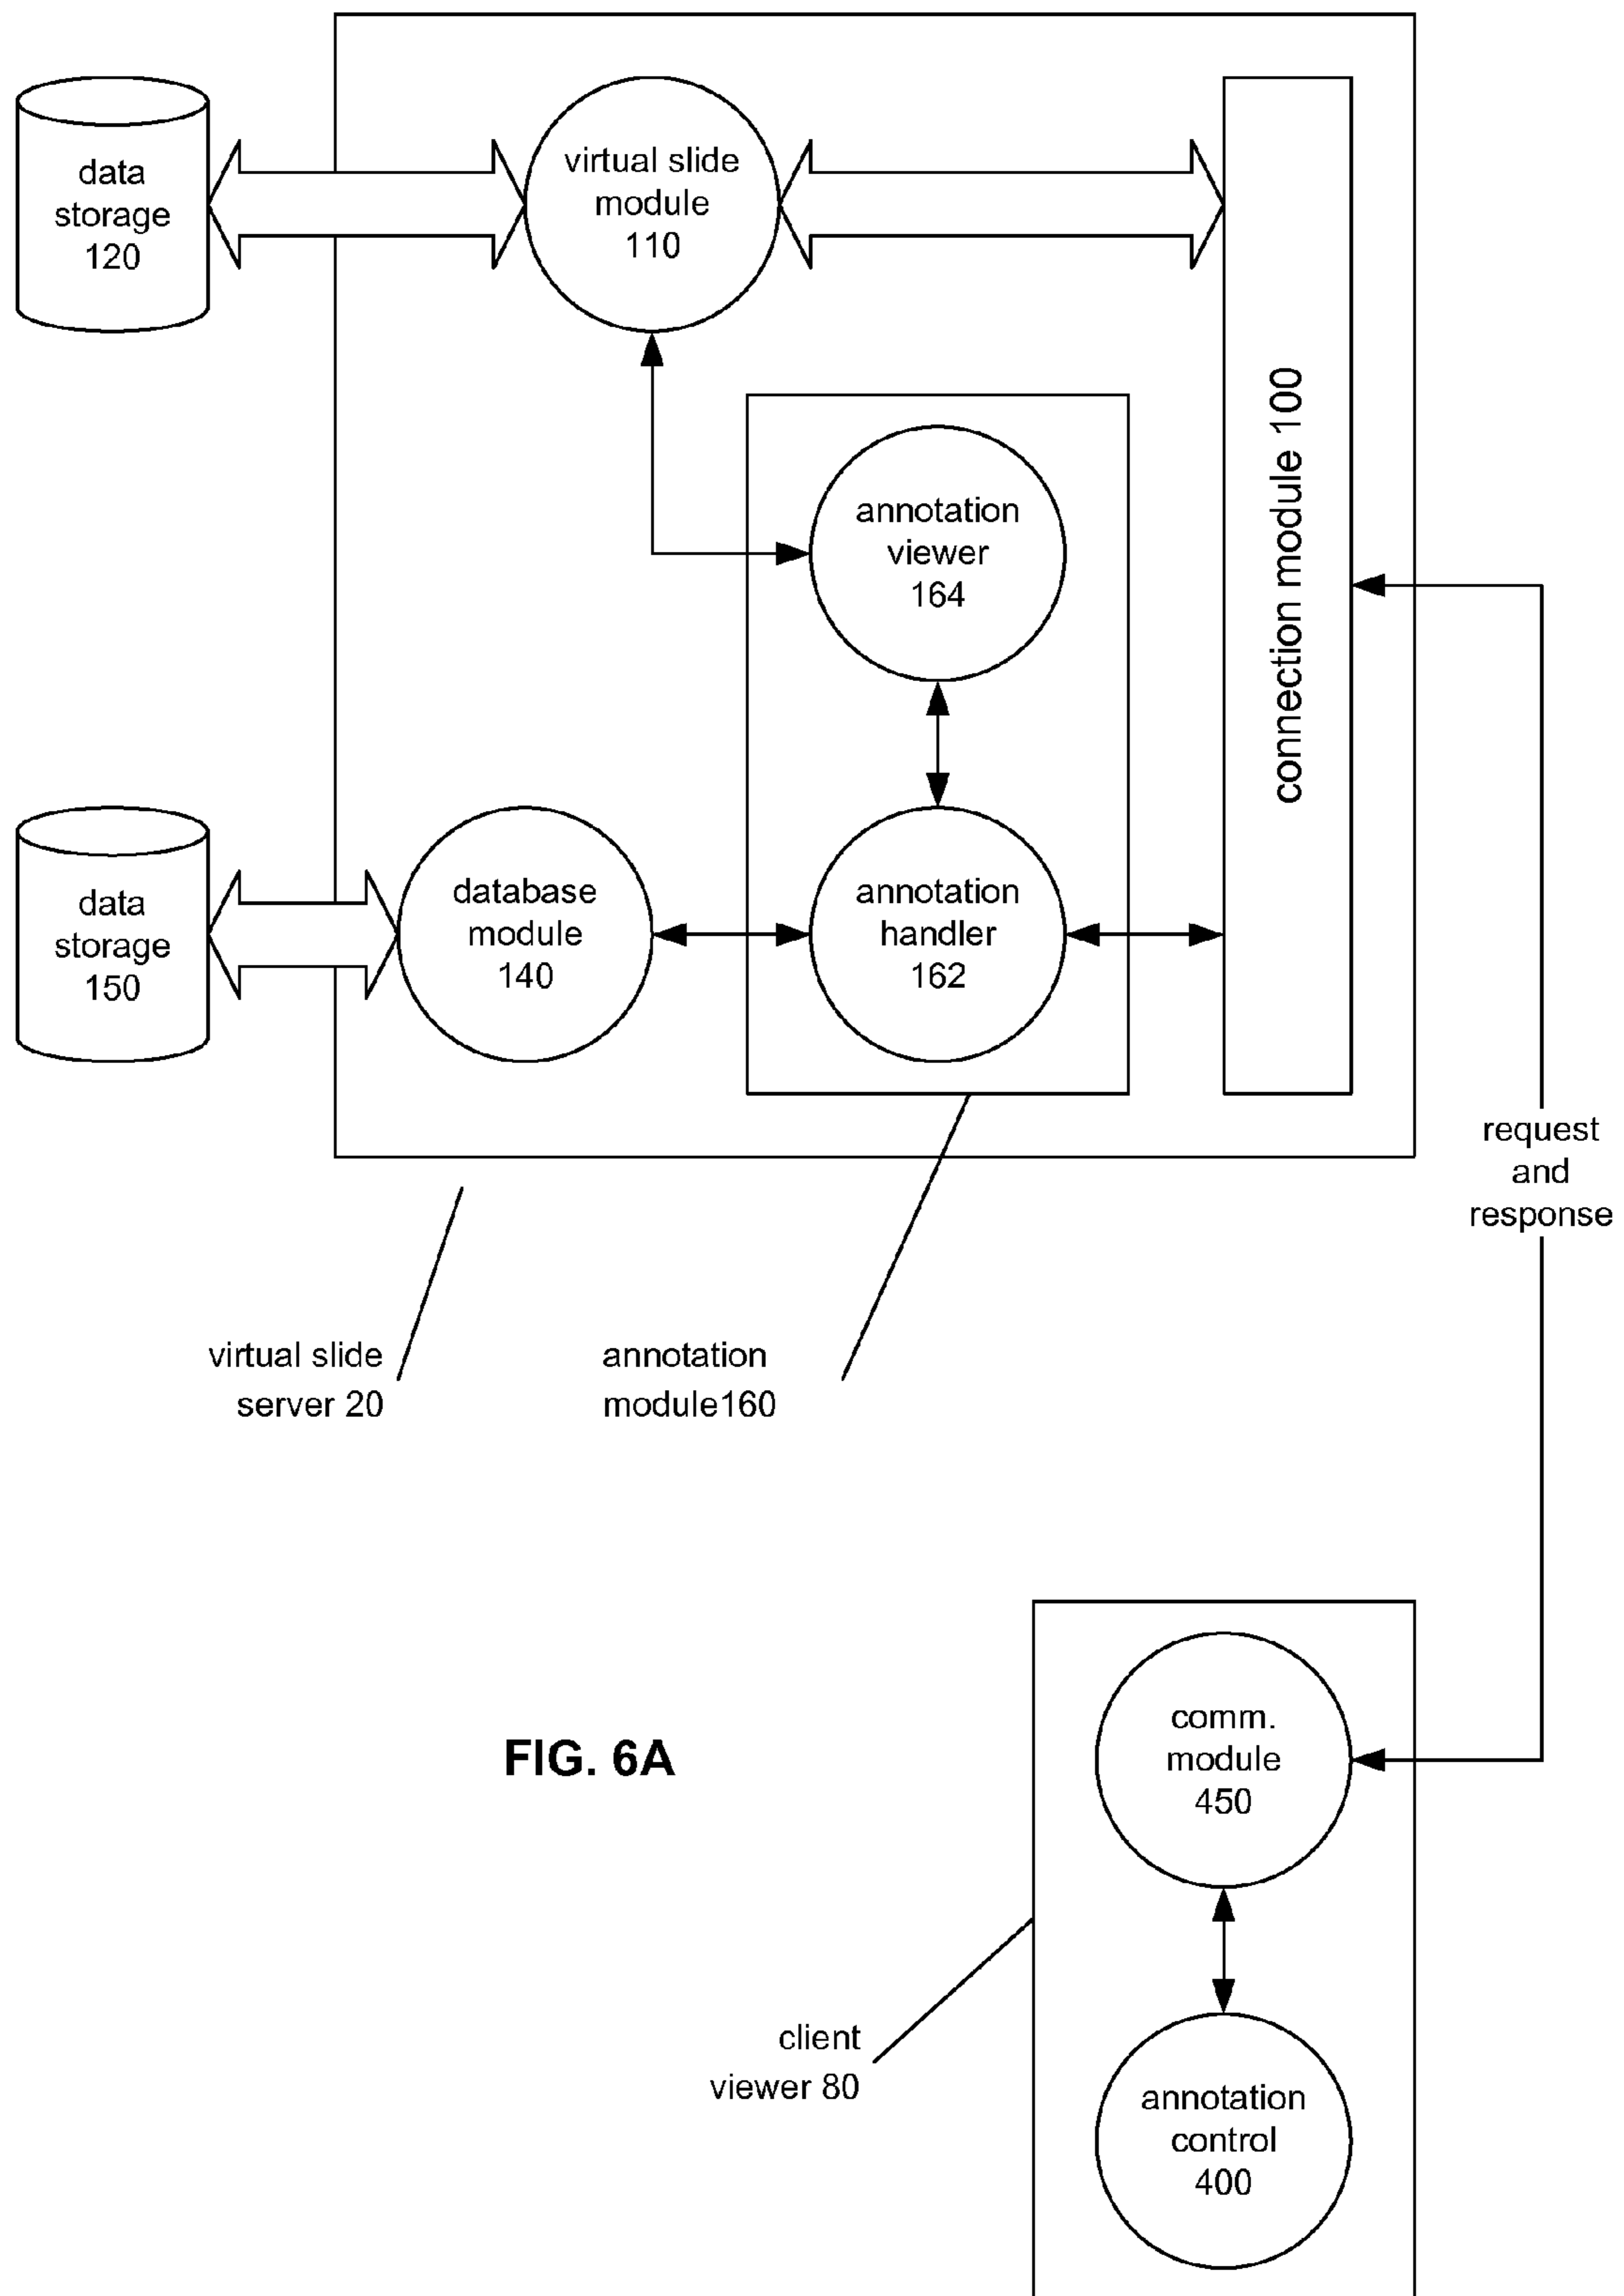 data
storage
120
virtual slide
module
110
connection module 100
annotation
viewer
164
data
storage
150
database
module
140
annotation
handler
162
request
and
response
virtual slide
server 20
annotation
module160
FIG. 6A
comm.
module
450
client
viewer 80
annotation
control
400